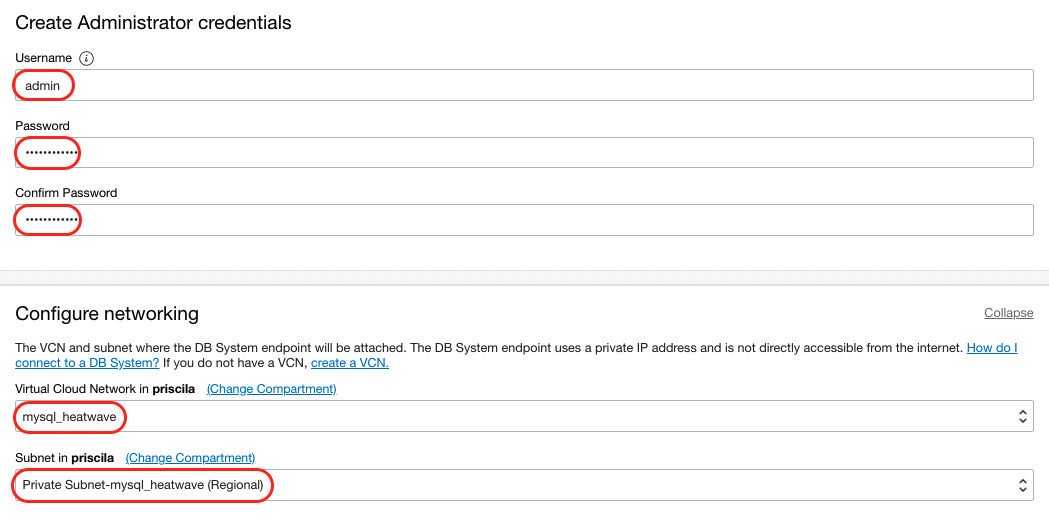 Create Administrator credentials
Username i
admin
Password
••••••••••••
Confirm Password
••••••••••••
Configure networking
Collapse
The VCN and subnet where the DB System endpoint will be attached. The DB System endpoint uses a private IP address and is not directly accessible from the internet. How do I
connect to a DB System? If you do not have a VCN, create a VCN.
Virtual Cloud Network in priscila (Change Compartment)
mysql_heatwave
Subnet in priscila (Change Compartment)
Private Subnet-mysql_heatwave (Regional)